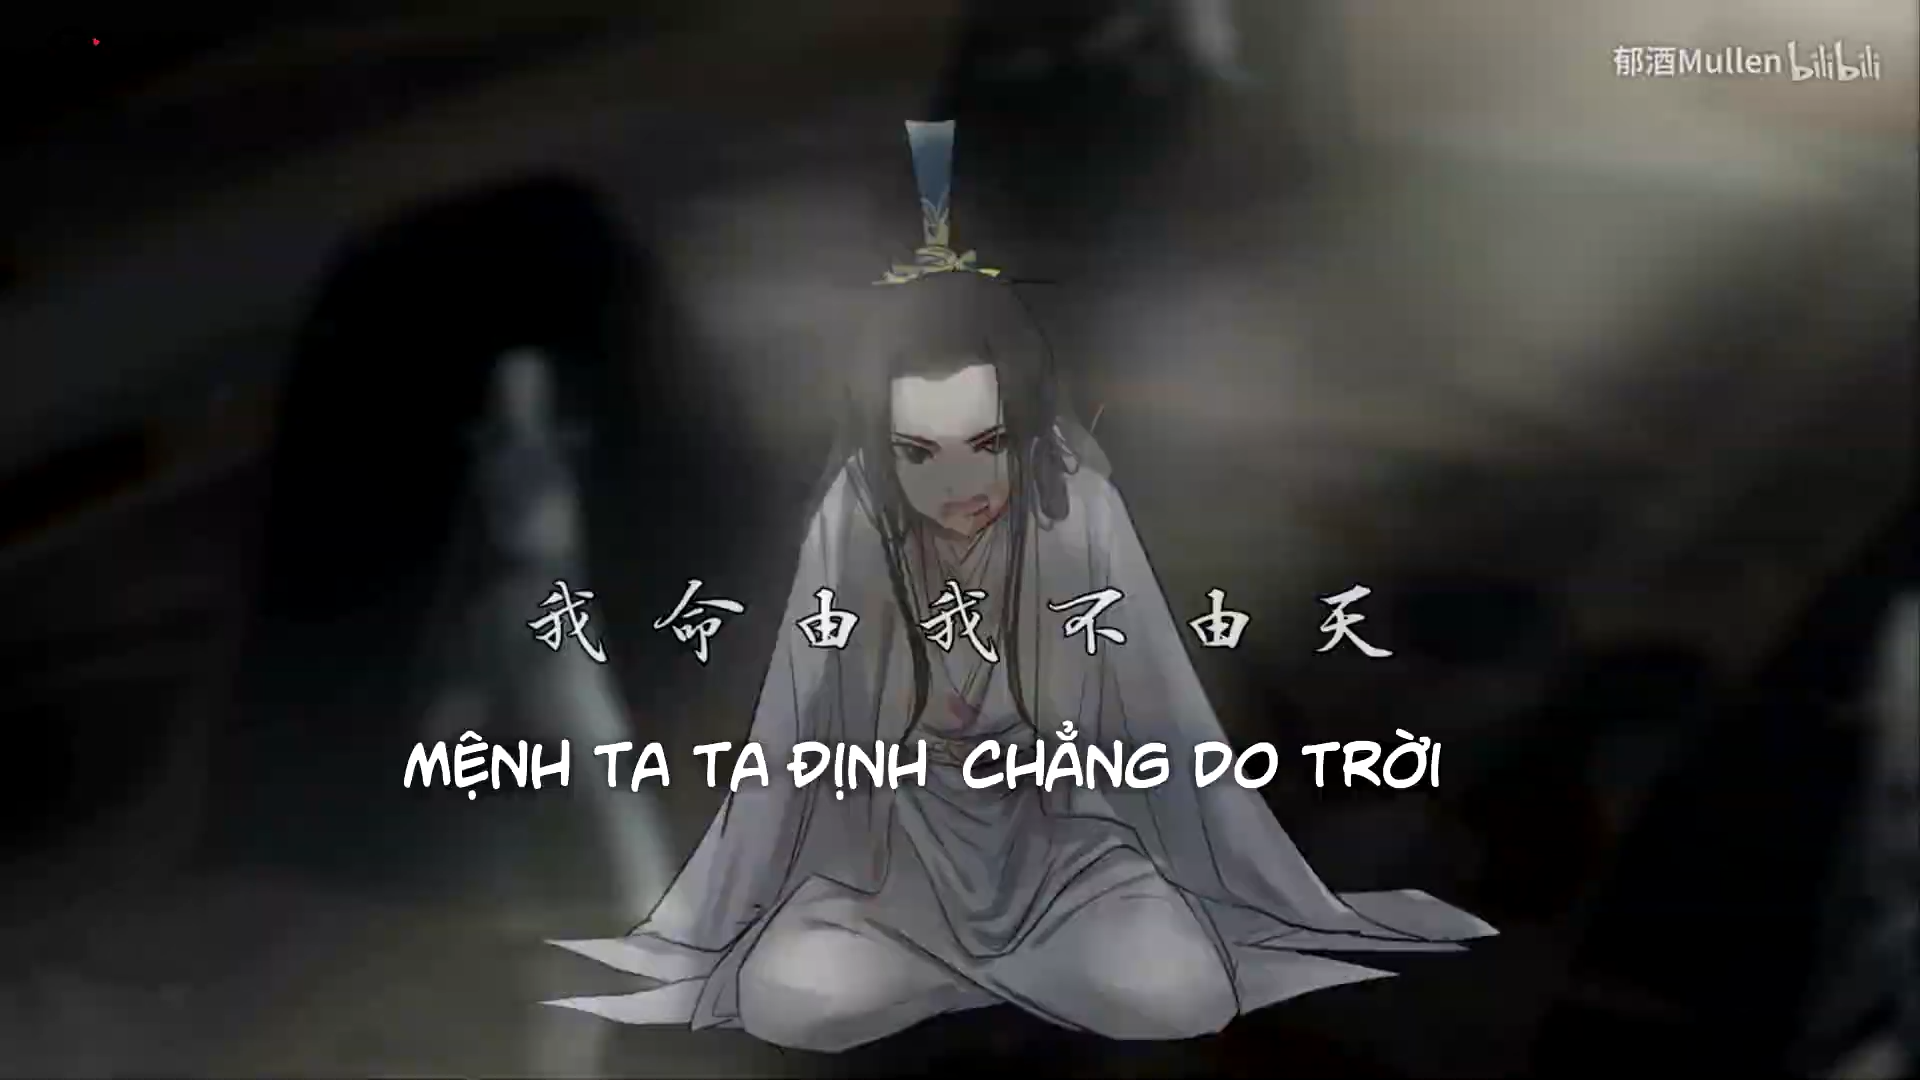 郁酒Mullen bilibili
我命由我不由天
MỆNH TA TA ĐỊNH CHẲNG DO TRỜI